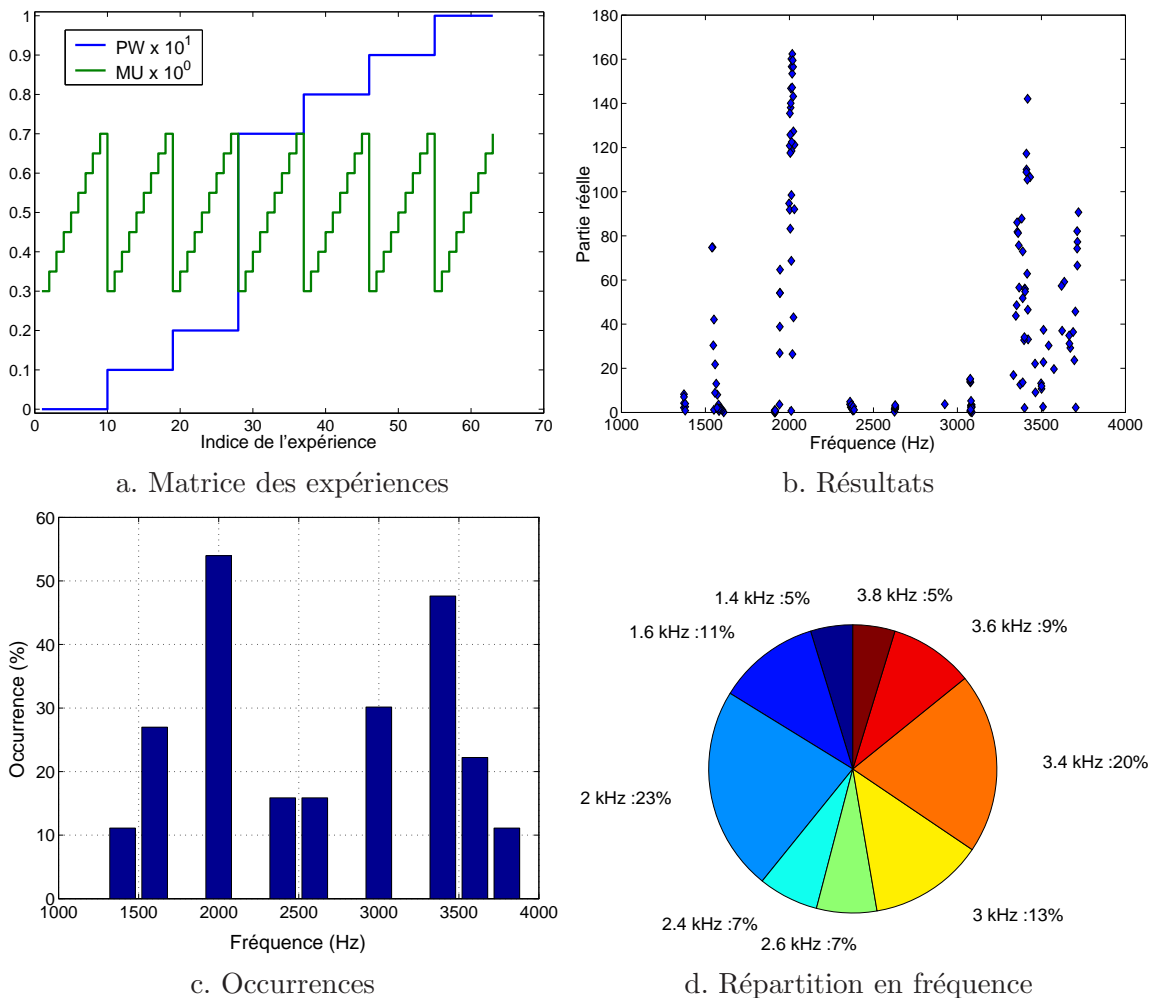 1
0.9
0.8
0.7
0.6
0.5
0.4
0.3
0.2
0.1
0
PW x 10^1
MU x 10^0
0 10 20 30 40 50 60 70
Indice de l'expérience
a. Matrice des expériences
180
160
140
120
100
80
60
40
20
0
Partie réelle
1000 1500 2000 2500 3000 3500 4000
Fréquence (Hz)
b. Résultats
60
50
40
30
20
10
0
Occurrence (%)
1000 1500 2000 2500 3000 3500 4000
Fréquence (Hz)
c. Occurrences
1.4 kHz :5%
3.8 kHz :5%
1.6 kHz :11%
3.6 kHz :9%
3.4 kHz :20%
2 kHz :23%
2.4 kHz :7%
2.6 kHz :7%
3 kHz :13%
d. Répartition en fréquence